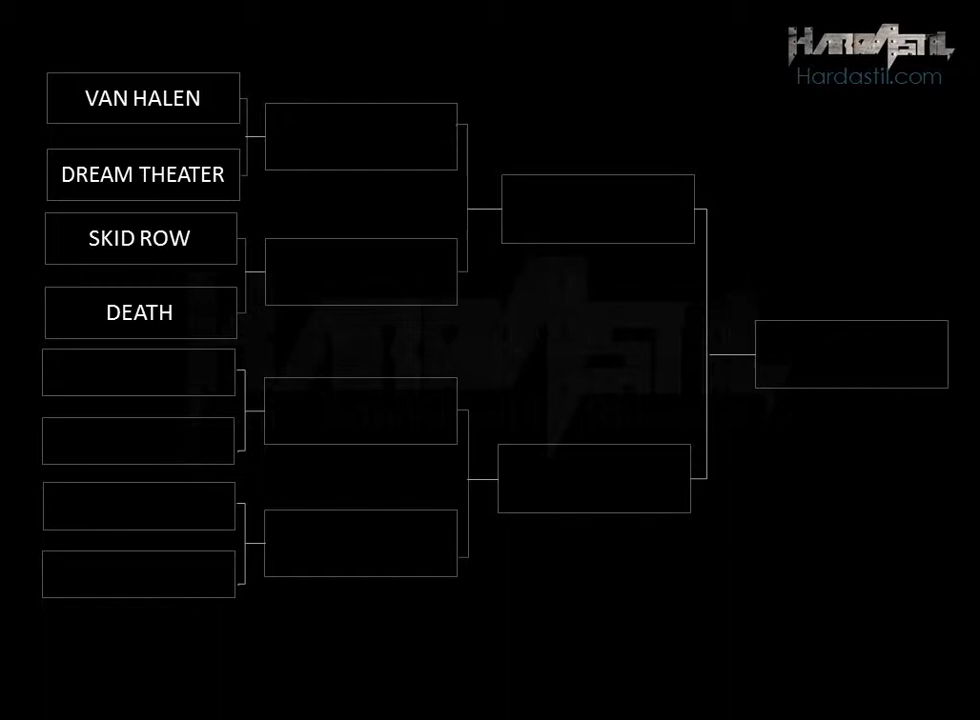 HARDASTIL
Hardastil.com
VAN HALEN
DREAM THEATER
SKID ROW
DEATH